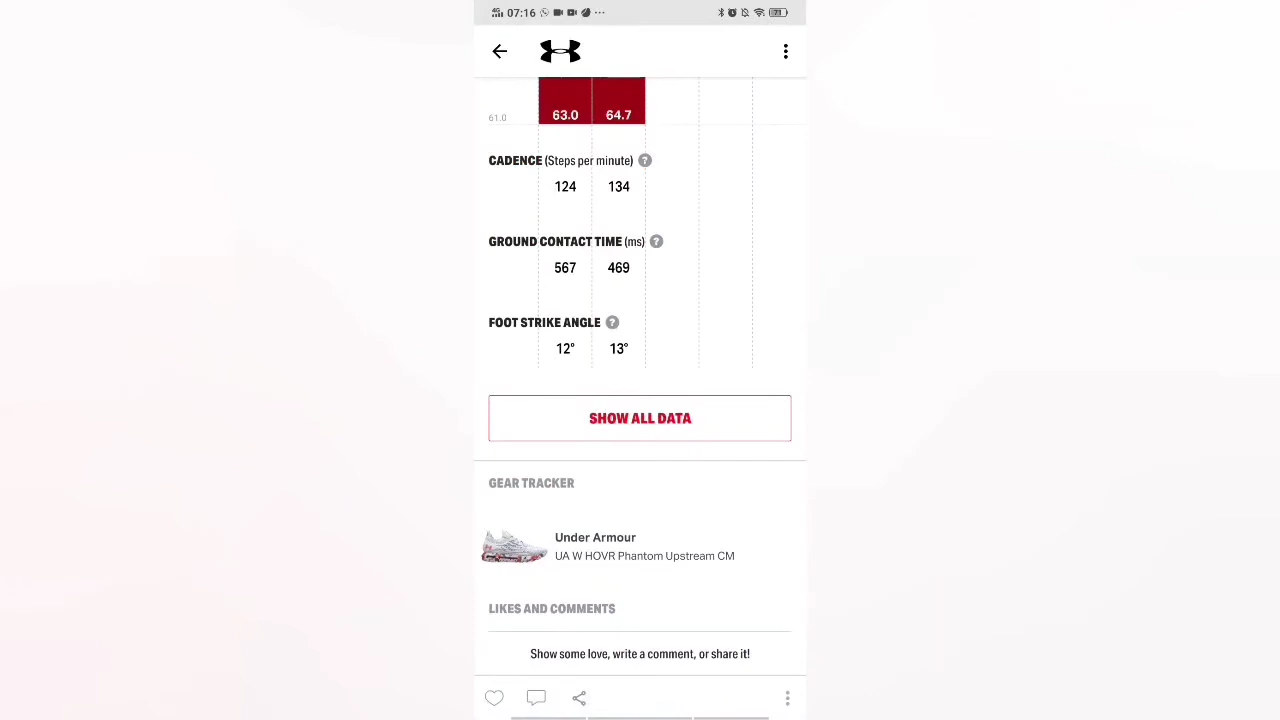 4G 07:16 71
63.0 64.7
61.0
CADENCE (Steps per minute) ?
124 134
GROUND CONTACT TIME (ms) ?
567 469
FOOT STRIKE ANGLE ?
12° 13°
SHOW ALL DATA
GEAR TRACKER
Under Armour
UA W HOVR Phantom Upstream CM
LIKES AND COMMENTS
Show some love, write a comment, or share it!